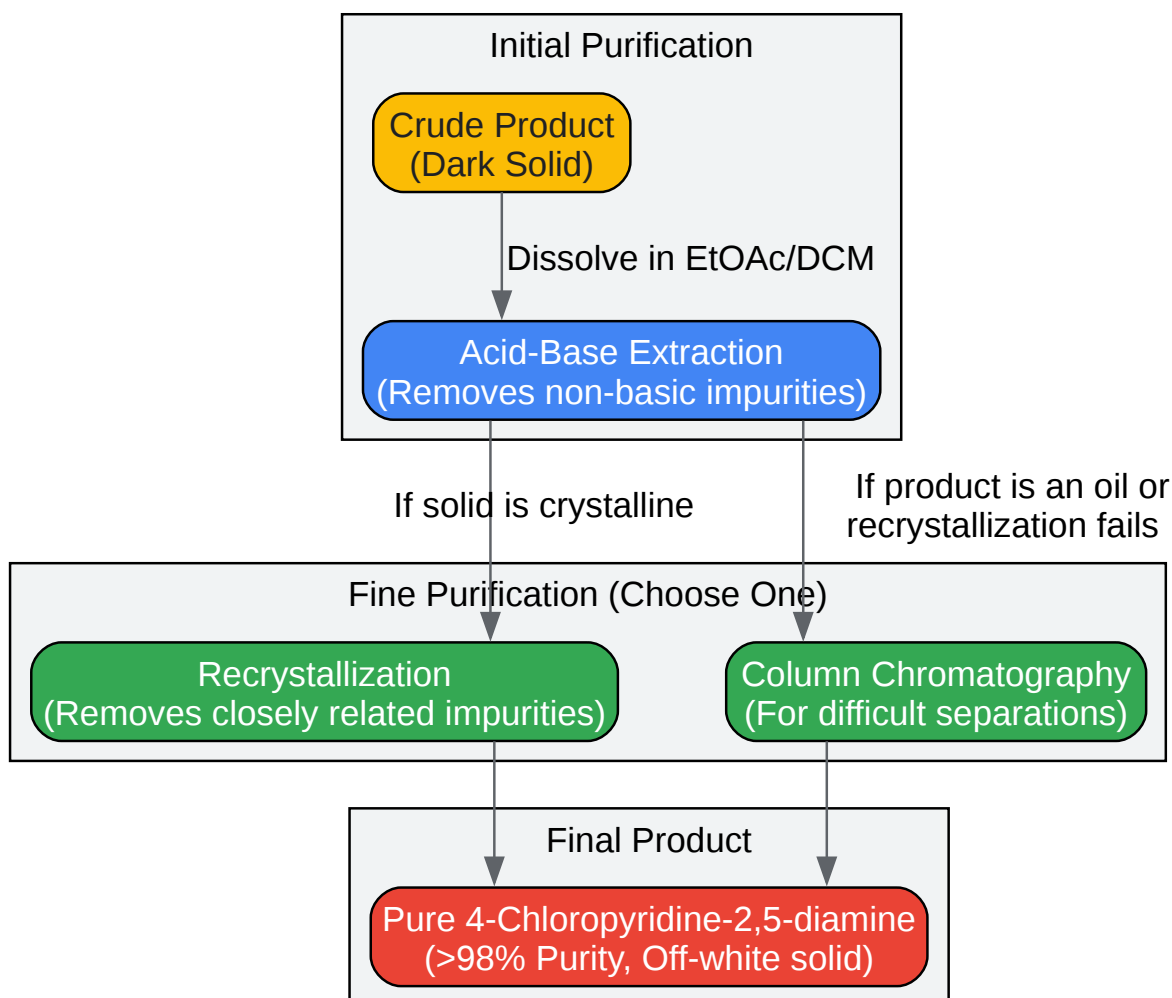 Initial Purification
Crude Product
(Dark Solid)
Dissolve in EtOAc/DCM
Acid-Base Extraction
(Removes non-basic impurities)
If solid is crystalline
If product is an oil or
recrystallization fails
Fine Purification (Choose One)
Recrystallization
(Removes closely related impurities)
Column Chromatography
(For difficult separations)
Final Product
Pure 4-Chloropyridine-2,5-diamine
(>98% Purity, Off-white solid)